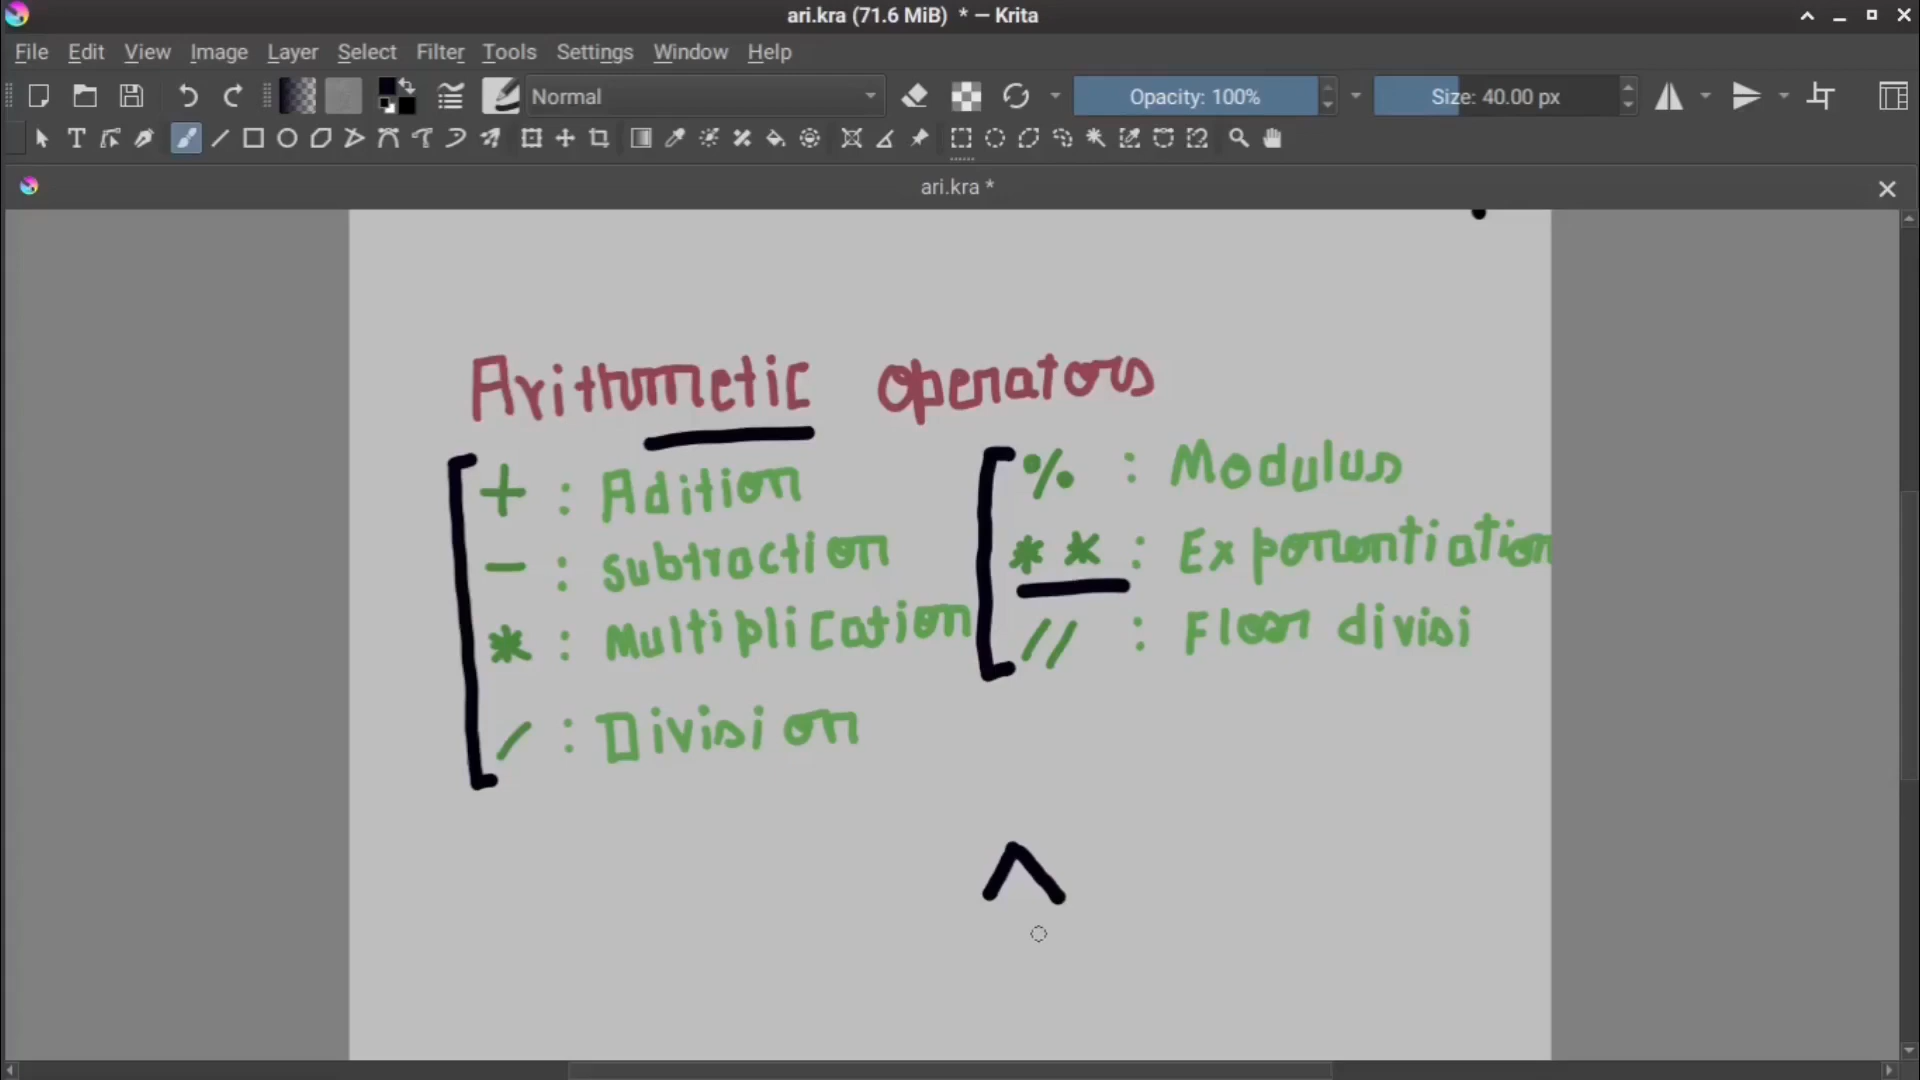 ari.kra (71.6 MiB) * — Krita
File Edit View Image Layer Select Filter Tools Settings Window Help
Normal Opacity: 100% Size: 40.00 px
ari.kra *
Arithmetic operators
+ : Adition
- : subtraction
* : Multiplication
/ : Division
% : Modulus
** : Exponentiation
// : Floor divisi
^